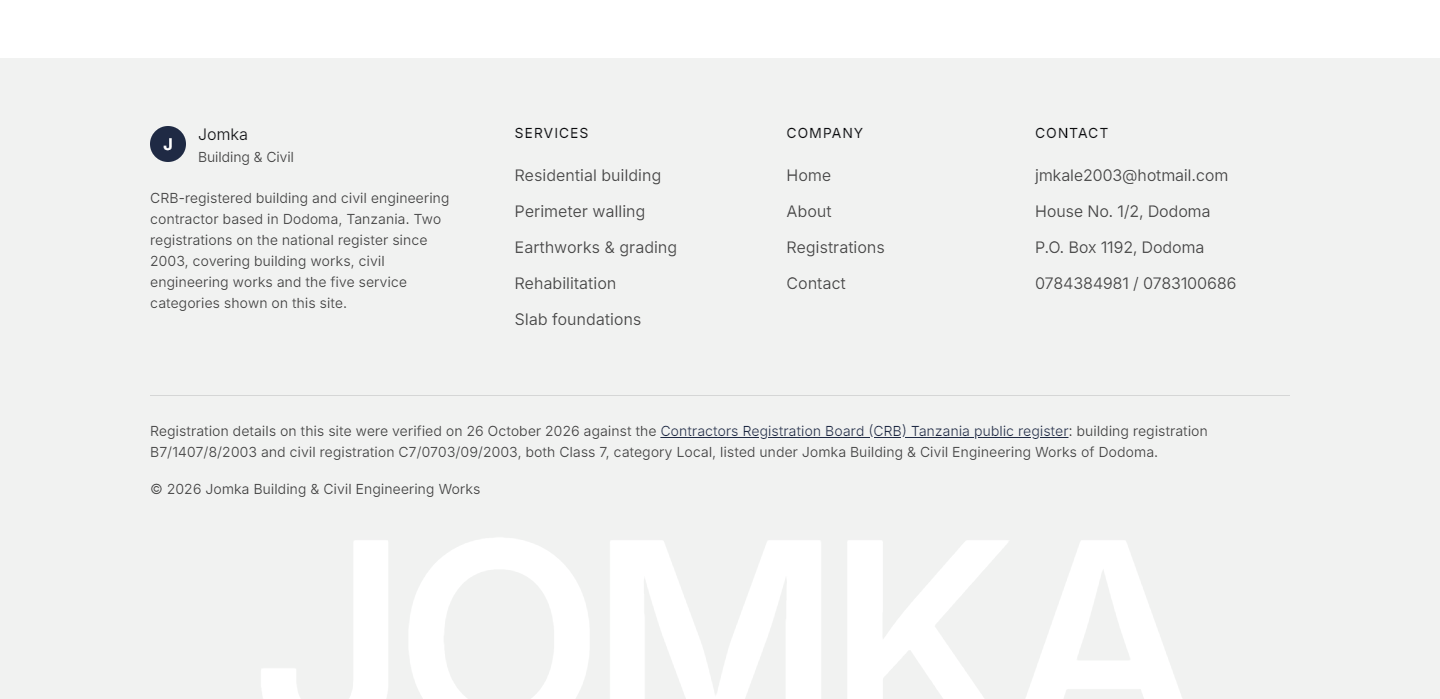 J
Jomka
Building & Civil
CRB-registered building and civil engineering
contractor based in Dodoma, Tanzania. Two
registrations on the national register since
2003, covering building works, civil
engineering works and the five service
categories shown on this site.
SERVICES
Residential building
Perimeter walling
Earthworks & grading
Rehabilitation
Slab foundations
COMPANY
Home
About
Registrations
Contact
CONTACT
jmkale2003@hotmail.com
House No. 1/2, Dodoma
P.O. Box 1192, Dodoma
0784384981 / 0783100686
Registration details on this site were verified on 26 October 2026 against the Contractors Registration Board (CRB) Tanzania public register: building registration
B7/1407/8/2003 and civil registration C7/0703/09/2003, both Class 7, category Local, listed under Jomka Building & Civil Engineering Works of Dodoma.
© 2026 Jomka Building & Civil Engineering Works
JOMKA